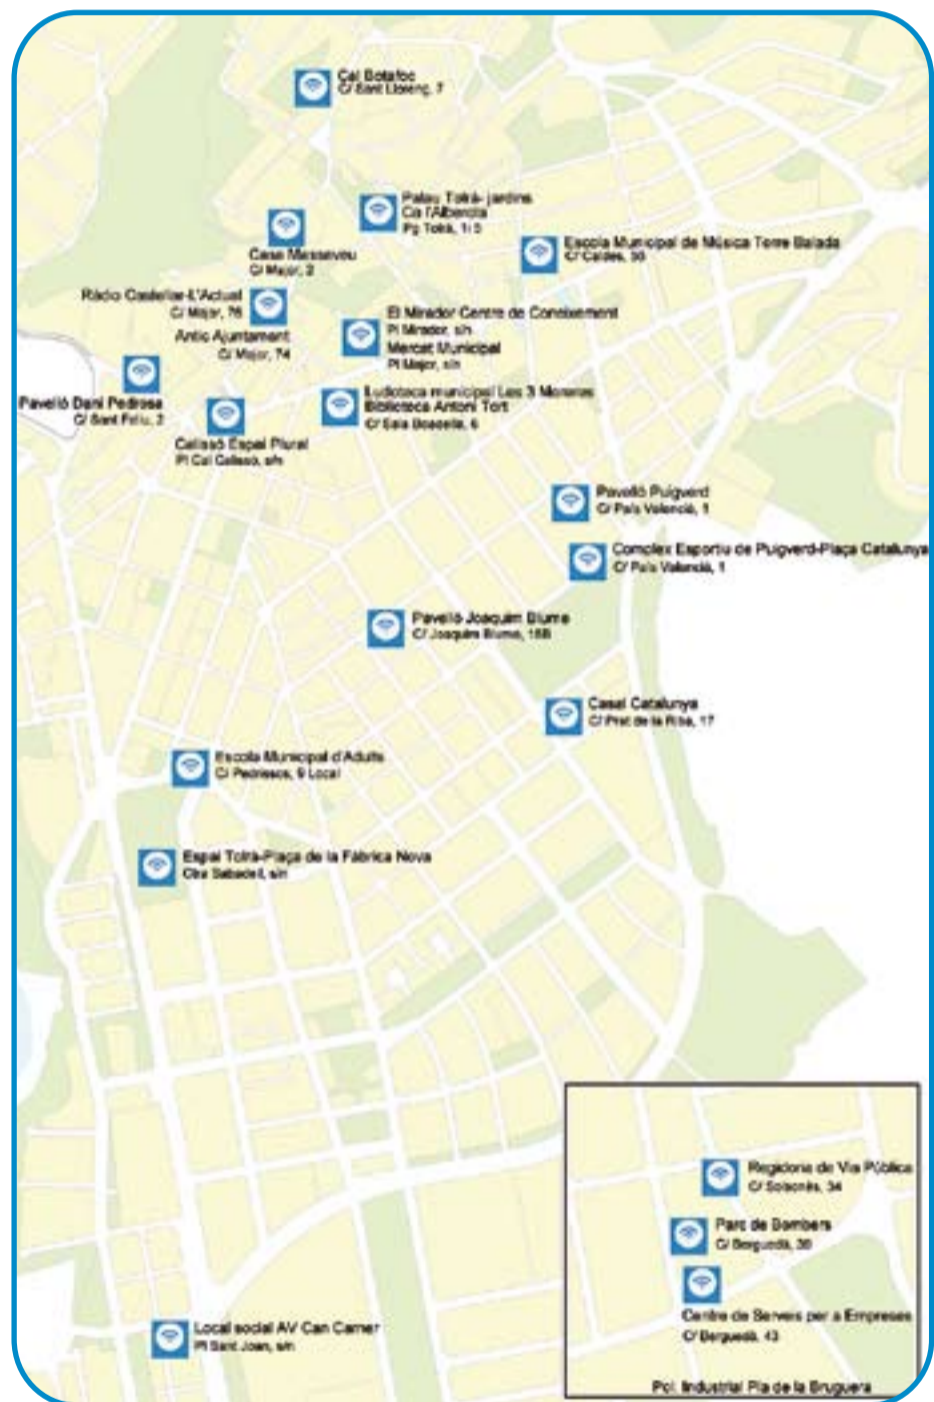 Cal Botafoc
C/ Sant Llorenç, 7
Palau Tolrà- jardins
Ca l'Alberola
Pg Tolrà, 1i 5
Casa Massaveu
C/ Major, 2
Escola Municipal de Música Torre Balada
C/ Caldes, 50
Ràdio Castellar-L'Actual
C/ Major, 76
Antic Ajuntament
C/ Major, 74
El Mirador Centre de Coneixement
Pl Mirador, s/n
Mercat Municipal
Pl Major, s/n
Pavelló Dani Pedrosa
C/ Sant Feliu, 2
Ludoteca municipal Les 3 Moreres
Biblioteca Antoni Tort
C/ Sala Boadella, 6
Calissó Espai Plural
Pl Cal Calissó, s/n
Pavelló Puigverd
C/ País Valencià, 1
Complex Esportiu de Puigverd-Plaça Catalunya
C/ País Valencià, 1
Pavelló Joaquim Blume
C/ Joaquim Blume,
Casal Catalunya
C/ Prat de la Riba, 17
Escola Municipal d'Adults
C/ Pedrissos, 9 Local
Espai Tolrà-Plaça de la Fàbrica Nova
Ctra Sabadell, s/n
Regidoria de Via Pública
C/ Solsonès, 34
Parc de Bombers
C/ Berguedà,
Centre de Serveis per a Empreses
C/ Berguedà, 43
Local social AV Can Carner
Pl Sant Joan, s/n
Pol. Industrial Pla de la Bruguera